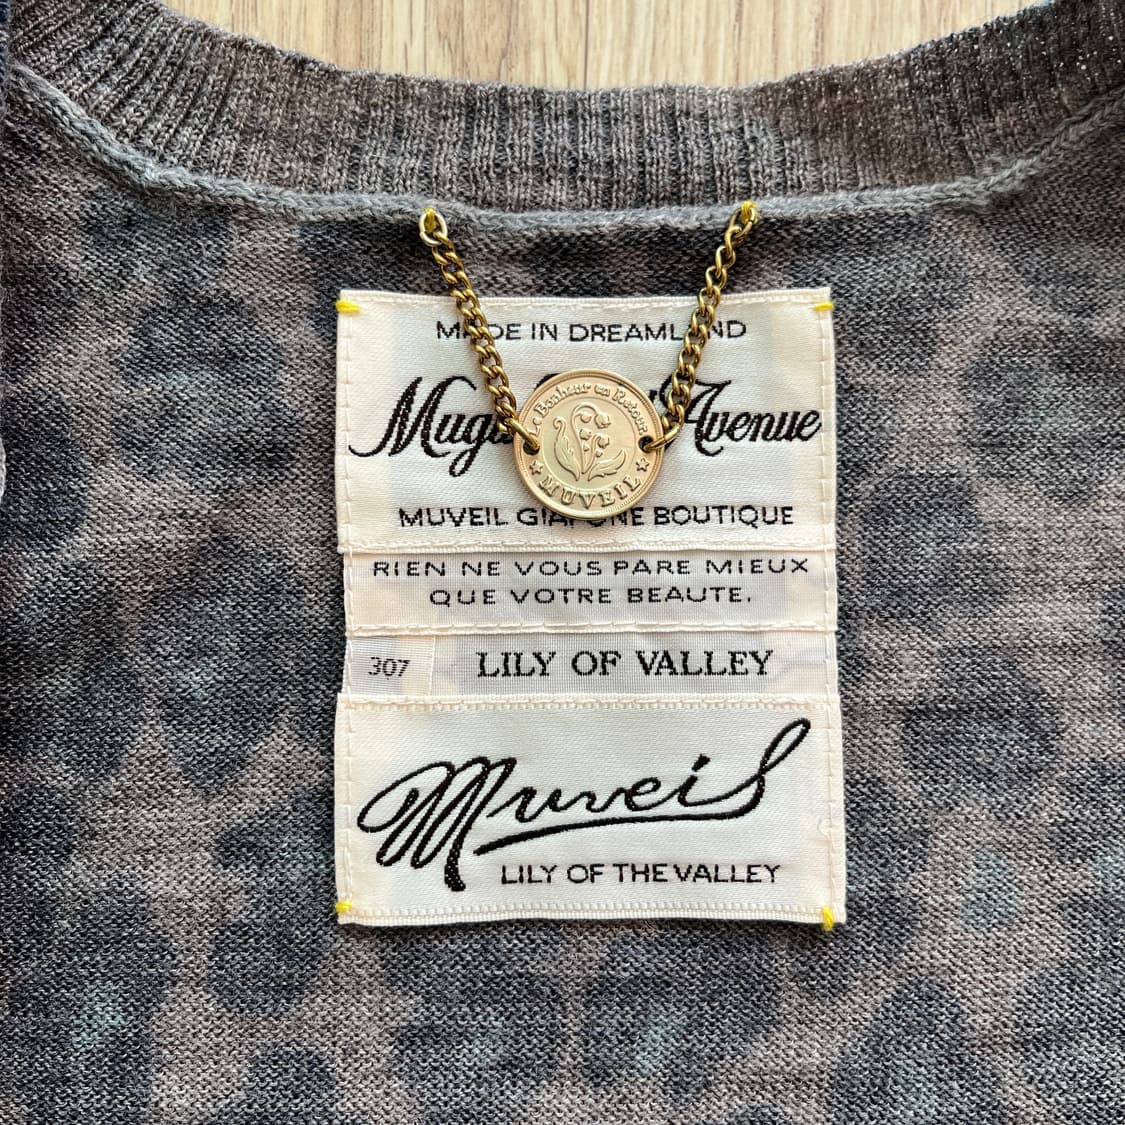 MADE IN DREAMLAND
Avenue
Le Bonheur en Retour
MUVEIL
MUVEIL GIAPONE BOUTIQUE
RIEN NE VOUS PARE MIEUX
QUE VOTRE BEAUTE.
307 LILY OF VALLEY
Muveil
LILY OF THE VALLEY